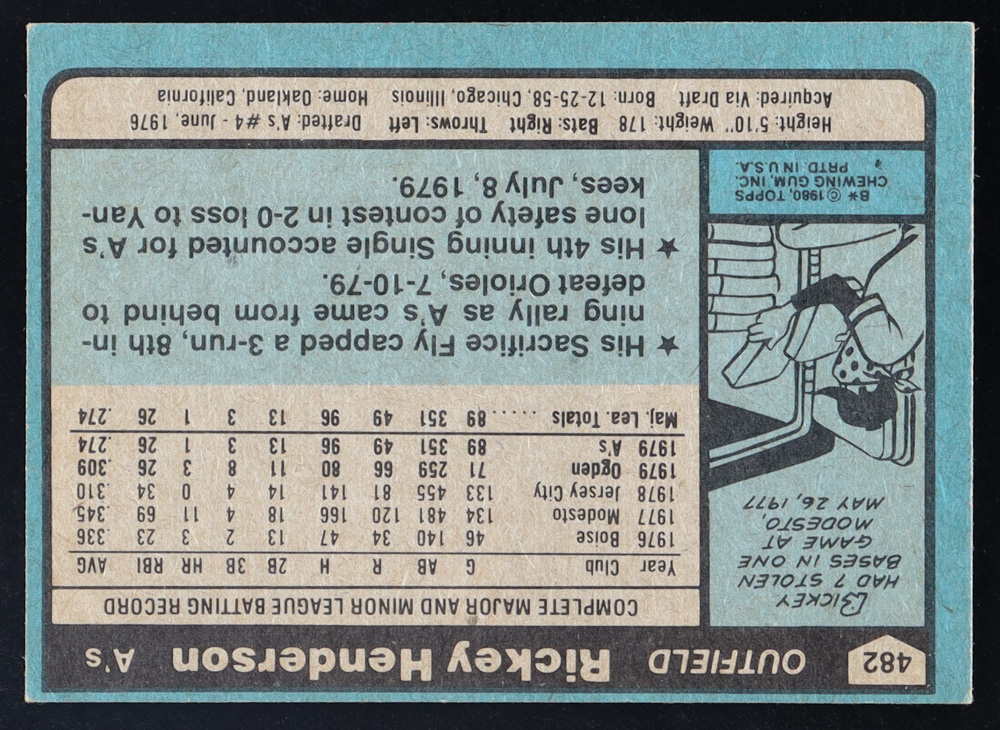 482 OUTFIELD Rickey Henderson A's
RICKEY
HAD 7 STOLEN
BASES IN ONE
GAME AT
MODESTO,
MAY 26, 1977
B* © 1980, TOPPS
CHEWING GUM, INC.
PRTD. IN U.S.A.
COMPLETE MAJOR AND MINOR LEAGUE BATTING RECORD
Year Club G AB R H 2B 3B HR RBI AVG
1976 Boise 46 140 34 47 13 2 3 23 .336
1977 Modesto 134 481 120 166 18 4 11 69 .345
1978 Jersey City 133 455 81 141 14 4 0 34 .310
1979 Ogden 71 259 66 80 11 8 3 26 .309
1979 A's 89 351 49 96 13 3 1 26 .274
Maj. Lea. Totals ...... 89 351 49 96 13 3 1 26 .274
★ His Sacrifice Fly capped a 3-run, 8th in-
ning rally as A's came from behind to
defeat Orioles, 7-10-79.
★ His 4th inning Single accounted for A's
lone safety of contest in 2-0 loss to Yan-
kees, July 8, 1979.
Height: 5'10" Weight: 178 Bats: Right Throws: Left Drafted: A's #4 - June, 1976
Acquired: Via Draft Born: 12-25-58, Chicago, Illinois Home: Oakland, California